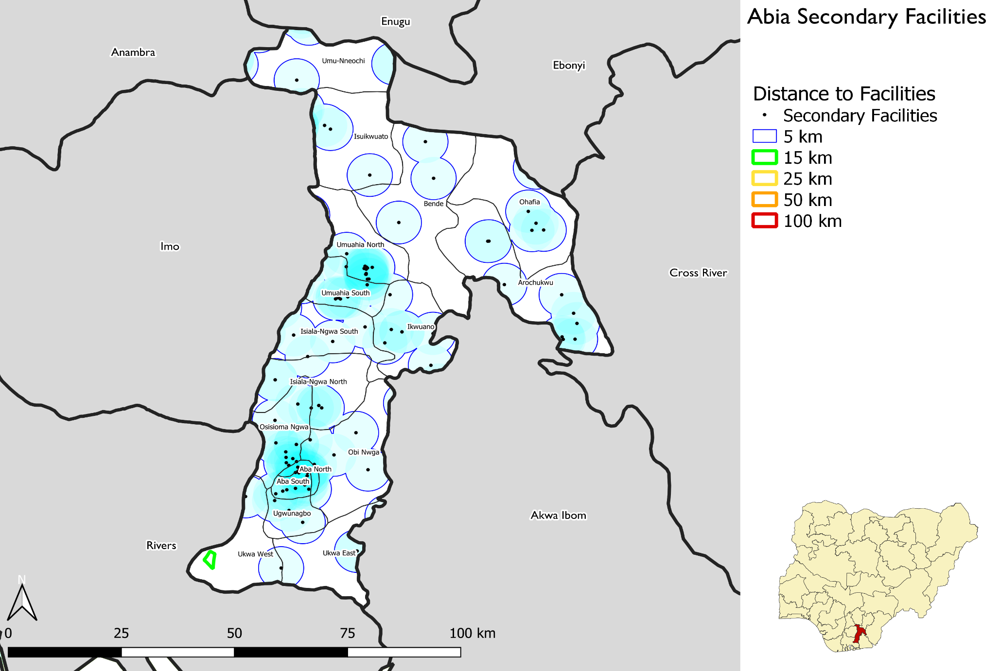 Abia Secondary Facilities
Enugu
Anambra
Umu-Nneochi
Ebonyi
Distance to Facilities
Secondary Facilities
5 km
15 km
25 km
50 km
100 km
Isuikwuato
Bende
Ohafia
Imo
Umuahia North
Cross River
Arochukwu
Umuahia South
Ikwuano
Isiala-Ngwa South
Isiala-Ngwa North
Osisioma Ngwa
Obi Nwga
Aba North
Aba South
Ugwunagbo
Akwa Ibom
Rivers
Ukwa West
Ukwa East
N
0 25 50 75 100 km